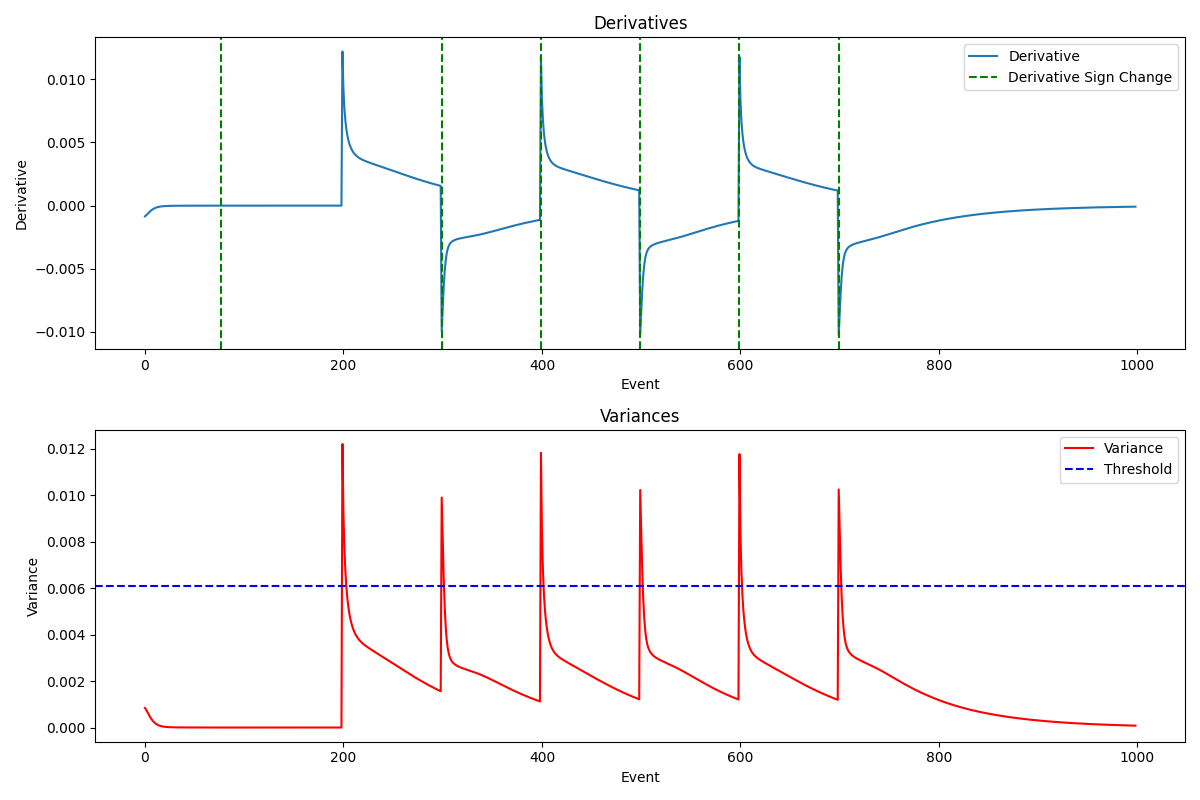 Derivatives
Derivative
Derivative Sign Change
0.010
0.005
0.000
−0.005
−0.010
Derivative
0 200 400 600 800 1000
Event
Variances
Variance
Threshold
0.012
0.010
0.008
0.006
0.004
0.002
0.000
Variance
0 200 400 600 800 1000
Event